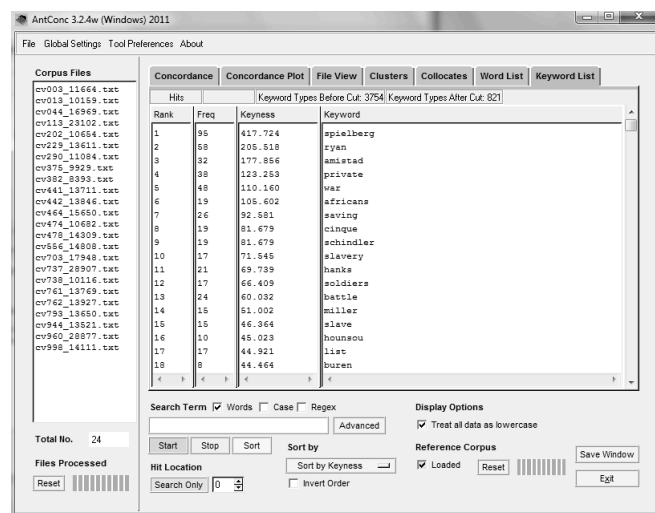 AntConc 3.2.4w (Windows) 2011
File Global Settings Tool Preferences About
Corpus Files
cv003_11664.txt
cv013_10159.txt
cv044_16969.txt
cv113_23102.txt
cv202_10654.txt
cv229_13611.txt
cv290_11084.txt
cv375_9929.txt
cv382_8393.txt
cv441_13711.txt
cv442_13846.txt
cv464_15650.txt
cv474_10682.txt
cv478_14309.txt
cv556_14808.txt
cv703_17948.txt
cv737_28907.txt
cv738_10116.txt
cv761_13769.txt
cv762_13927.txt
cv793_13650.txt
cv944_13521.txt
cv960_28877.txt
cv998_14111.txt
Total No. 24
Files Processed
Reset
Concordance Concordance Plot File View Clusters Collocates Word List Keyword List
Hits Keyword Types Before Cut: 3754 Keyword Types After Cut: 821
Rank Freq Keyness Keyword
1 95 417.724 spielberg
2 58 205.518 ryan
3 32 177.856 amistad
4 38 123.253 private
5 48 110.160 war
6 19 105.602 africans
7 26 92.581 saving
8 19 81.679 cinque
9 19 81.679 schindler
10 17 71.545 slavery
11 21 69.739 hanks
12 17 66.409 soldiers
13 24 60.032 battle
14 15 51.002 miller
15 15 46.364 slave
16 10 45.023 hounsou
17 17 44.921 list
18 8 44.464 buren
Search Term Words Case Regex
Advanced
Start Stop Sort
Hit Location
Search Only 0
Sort by
Sort by Keyness
Invert Order
Display Options
Treat all data as lowercase
Reference Corpus
Loaded Reset
Save Window
Exit